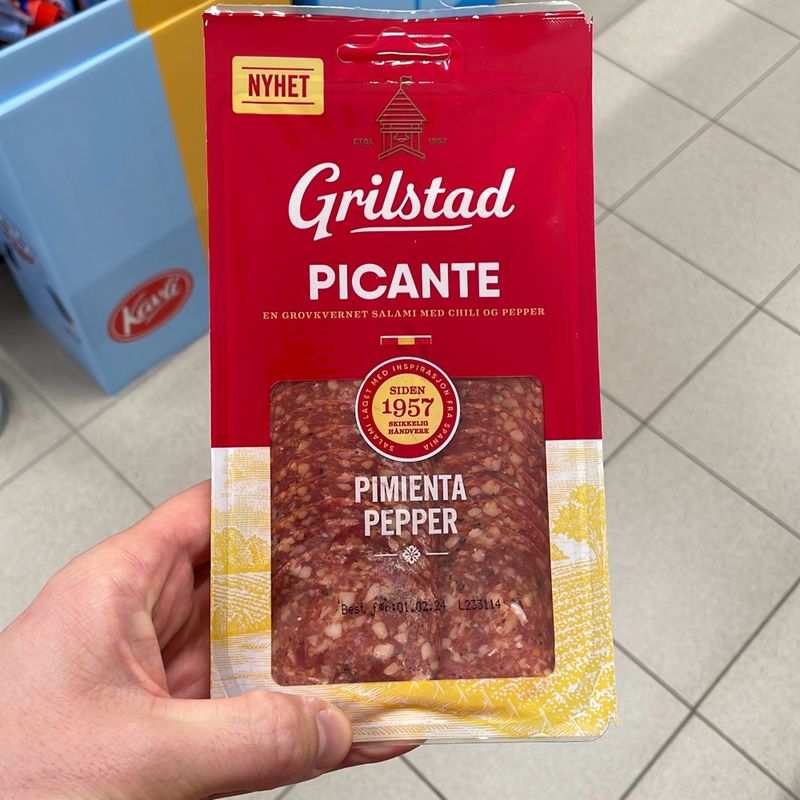 NYHET
ETBL 1957
Grilstad
PICANTE
EN GROVKVERNET SALAMI MED CHILI OG PEPPER
SALAMI LAGET MED INSPIRASJON FRA SPANIA
SIDEN
1957
SKIKKELIG
HÅNDVERK
PIMIENTA
PEPPER
Best før:01.02.24 L233114
Kavli